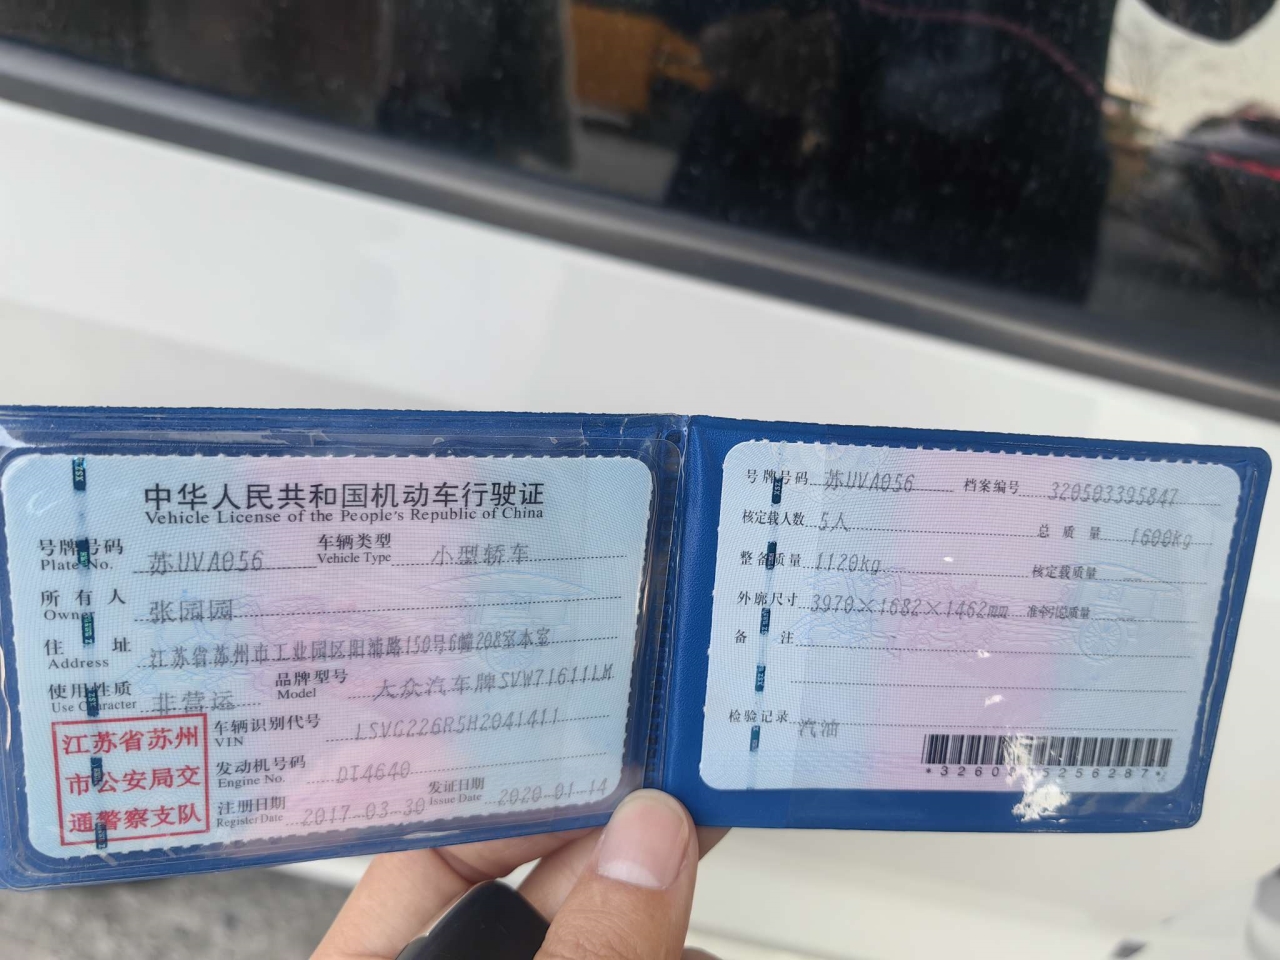 中华人民共和国机动车行驶证
Vehicle License of the People's Republic of China
号牌号码 苏UVA056 车辆类型 小型轿车
Plate No. Vehicle Type
所有人 张园园
Owner
住址 江苏省苏州市工业园区阳浦路150号6幢208室本室
Address
使用性质 非营运 品牌型号 大众汽车牌SVW71611LM
Use Character Model
江苏省苏州
市公安局交
通警察支队
车辆识别代号 LSVG226R5H2041411
VIN
发动机号码 DT4640
Engine No.
注册日期 2017-03-30 发证日期 2020-01-14
Register Date Issue Date
号牌号码 苏UVA056 档案编号 320503395847
核定载人数 5人 总质量 1600kg
整备质量 1120kg 核定载质量 --
外廓尺寸 3970×1682×1462mm 准牵引总质量 --
备注
检验记录 汽油